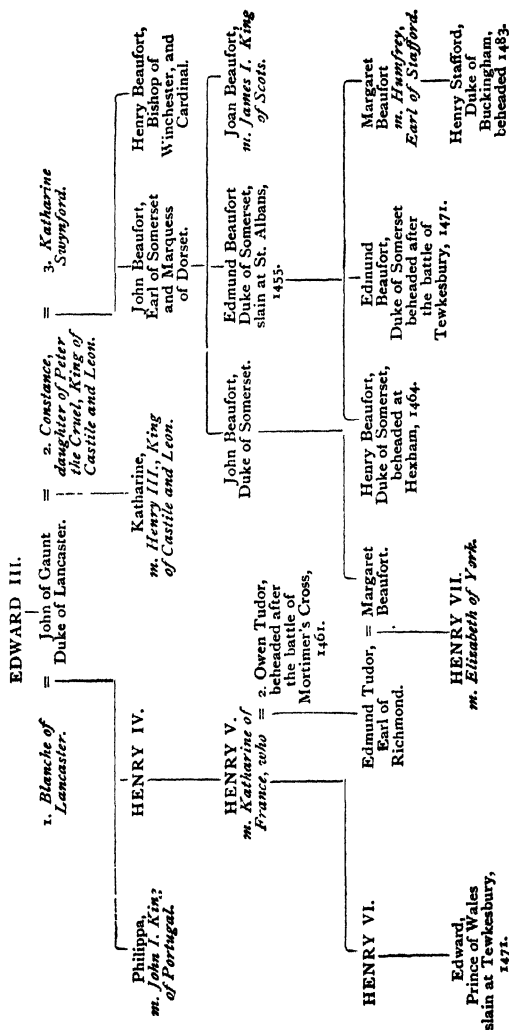 EDWARD III.
1. Blanche of
Lancaster.
=
John of Gaunt
Duke of Lancaster.
=
2. Constance,
daughter of Peter
the Cruel, King of
Castile and Leon.
=
3. Katharine
Swynford.
Philippa,
m. John I. King
of Portugal.
HENRY IV.
Katharine,
m. Henry III., King
of Castile and Leon.
John Beaufort,
Earl of Somerset
and Marquess
of Dorset.
Henry Beaufort,
Bishop of
Winchester, and
Cardinal.
HENRY V.
m. Katharine of
France, who
= 2. Owen Tudor,
beheaded after
the battle of
Mortimer's Cross,
1461.
John Beaufort,
Duke of Somerset.
Edmund Beaufort
Duke of Somerset,
slain at St. Albans,
1455.
Joan Beaufort,
m. James I. King
of Scots.
HENRY VI.
Edmund Tudor,
Earl of
Richmond.
=
Margaret
Beaufort.
Henry Beaufort,
Duke of Somerset,
beheaded at
Hexham, 1464.
Edmund
Beaufort,
Duke of Somerset
beheaded after
the battle of
Tewkesbury, 1471.
Margaret
Beaufort
m. Humfrey,
Earl of Stafford.
Edward,
Prince of Wales
slain at Tewkesbury,
1471.
HENRY VII.
m. Elizabeth of York.
Henry Stafford,
Duke of
Buckingham,
beheaded 1483.